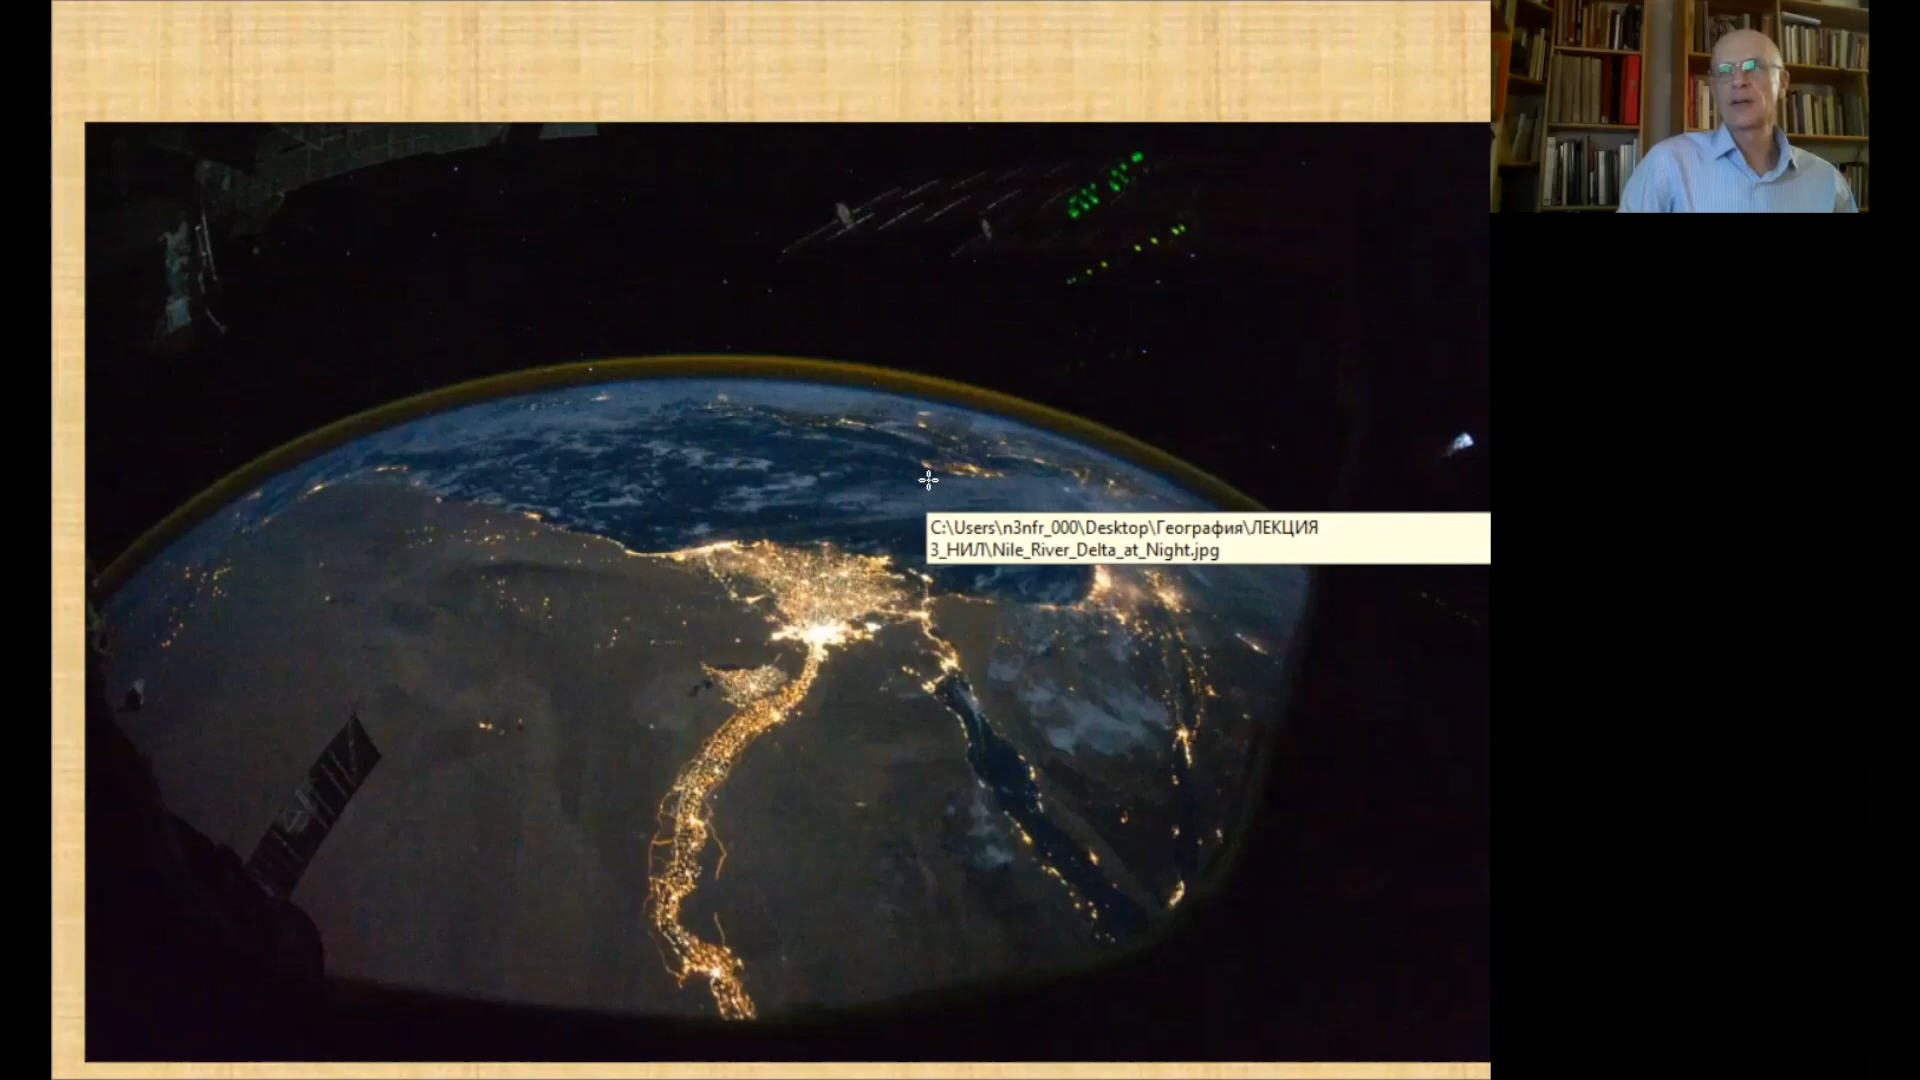 C:\Users\n3nfr_000\Desktop\География\ЛЕКЦИЯ
3_НИЛ\Nile_River_Delta_at_Night.jpg